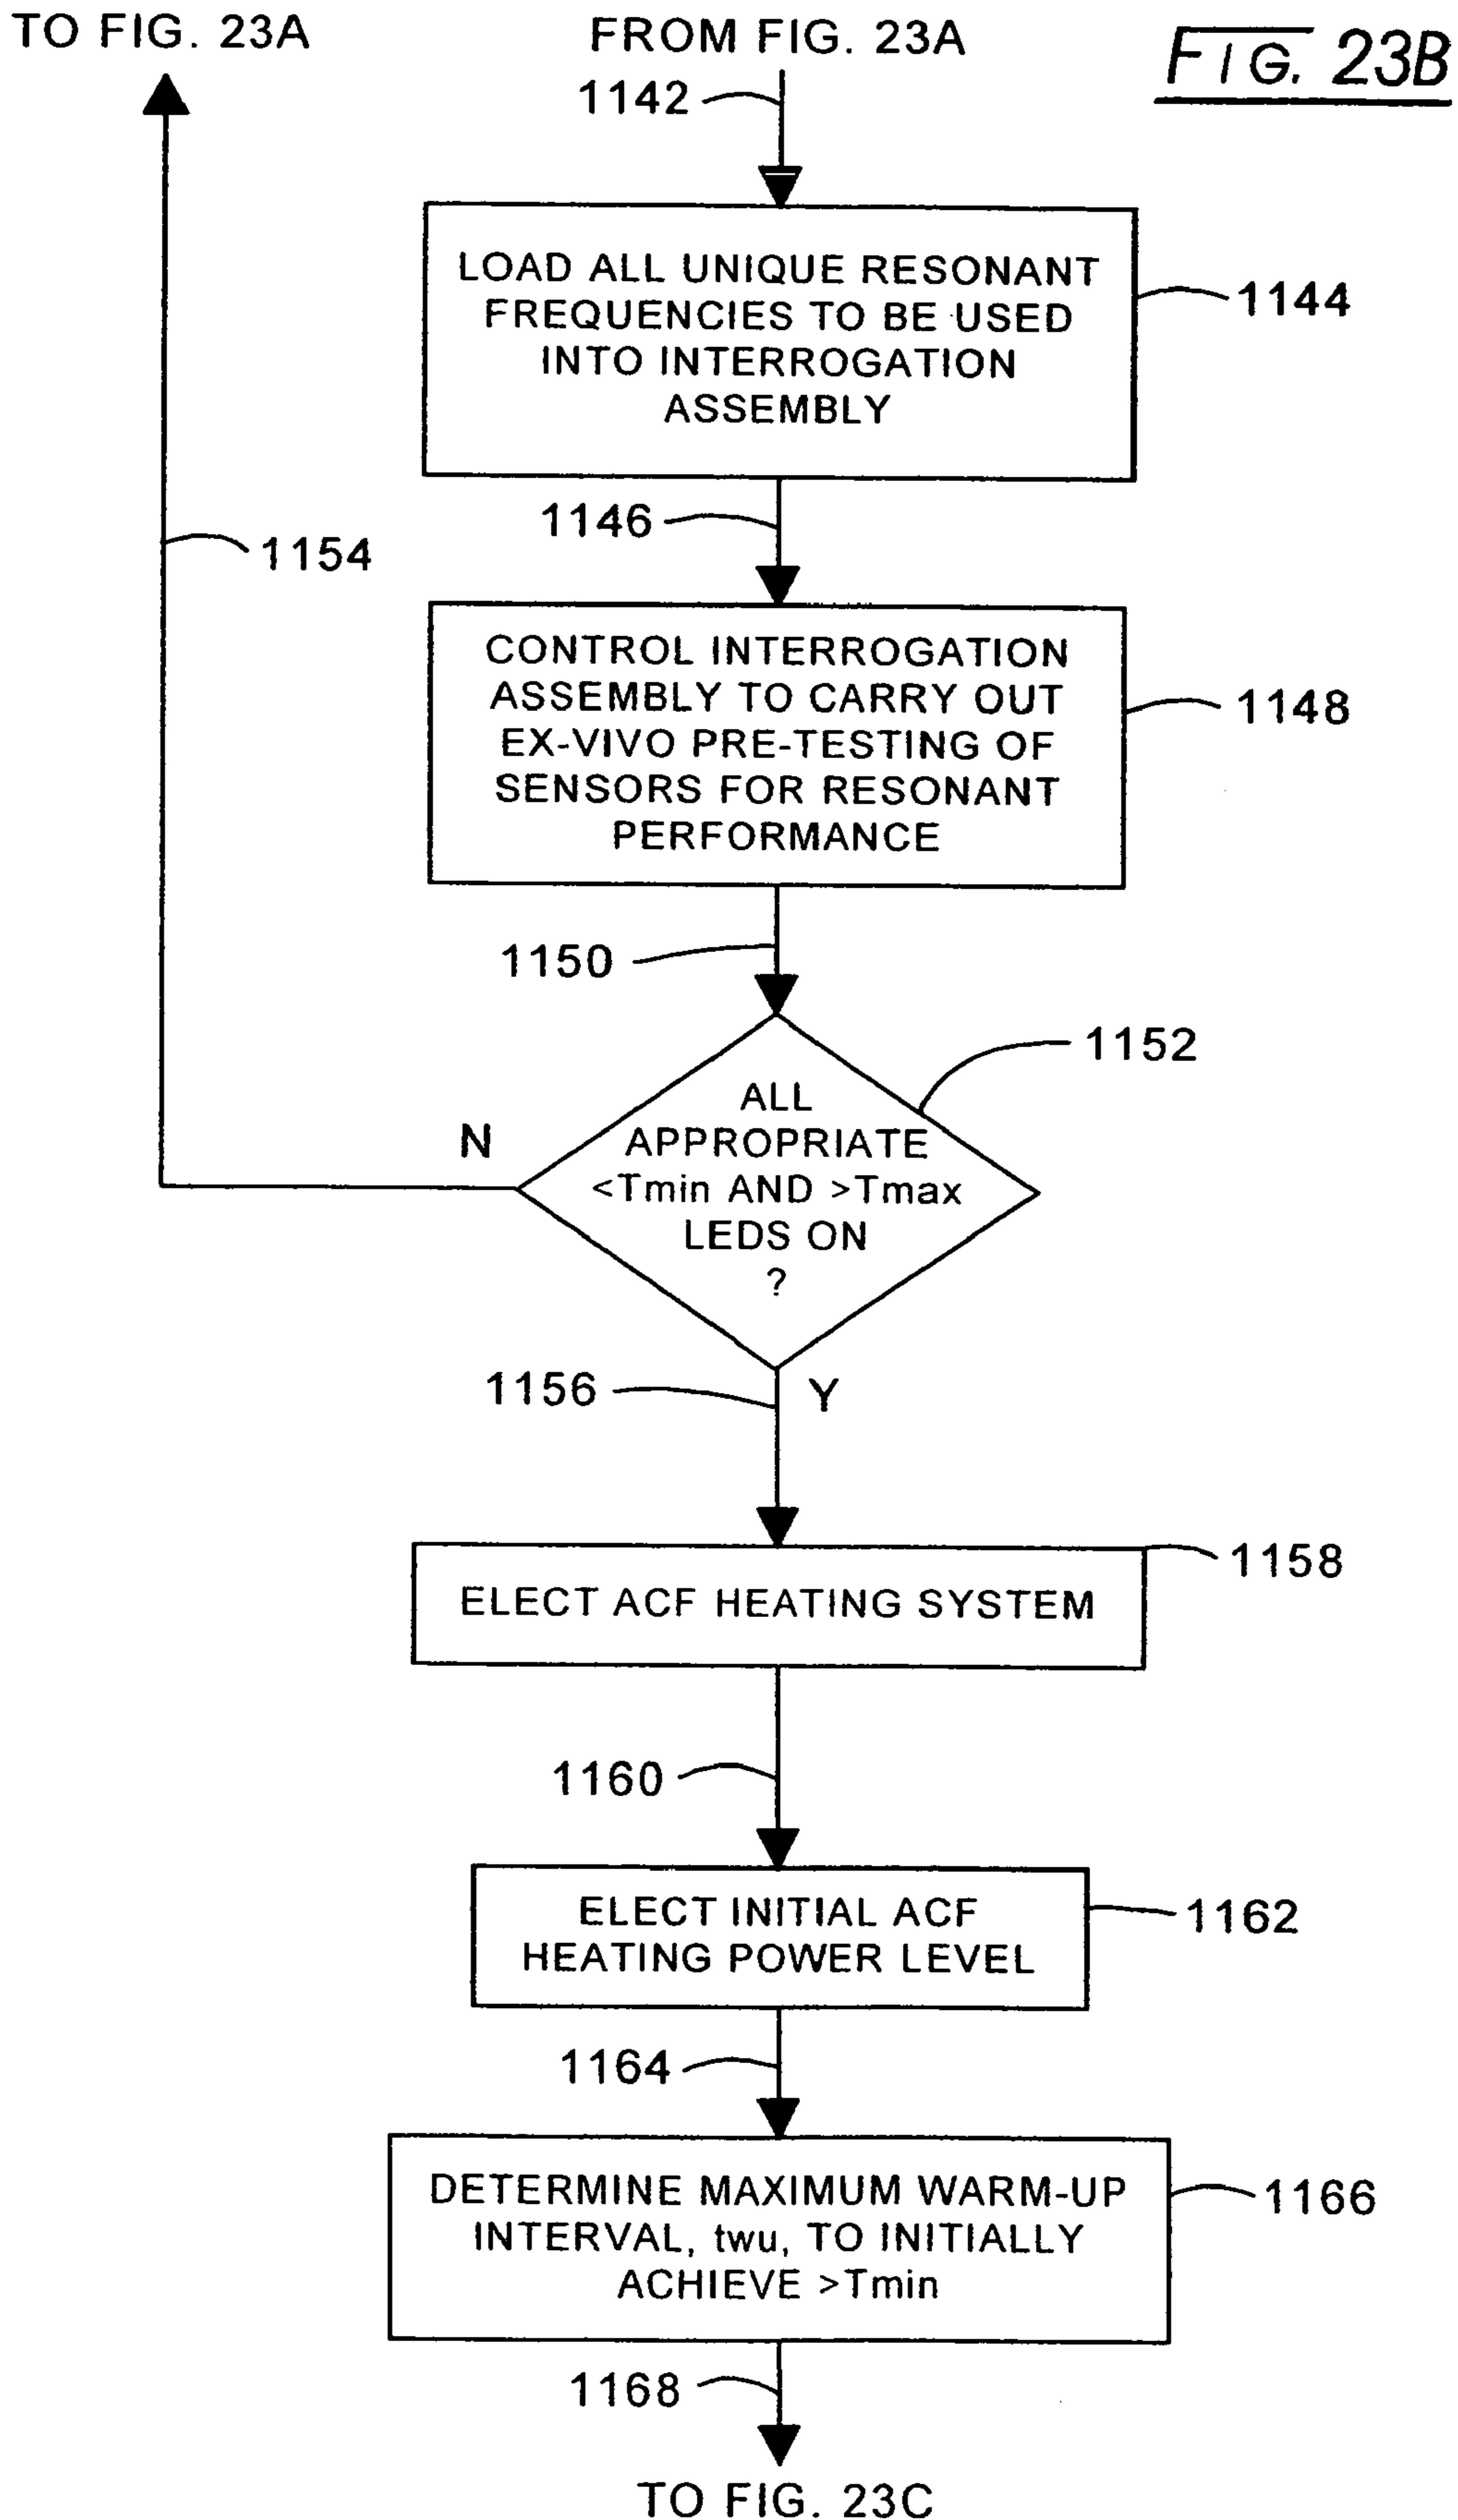 TO FIG. 23A
FROM FIG. 23A
FIG. 23B
1142
LOAD ALL UNIQUE RESONANT
FREQUENCIES TO BE USED
INTO INTERROGATION
ASSEMBLY
1144
1146
1154
CONTROL INTERROGATION
ASSEMBLY TO CARRY OUT
EX-VIVO PRE-TESTING OF
SENSORS FOR RESONANT
PERFORMANCE
1148
1150
1152
ALL
APPROPRIATE
<Tmin AND >Tmax
LEDS ON
?
N
1156
Y
1158
ELECT ACF HEATING SYSTEM
1160
ELECT INITIAL ACF
HEATING POWER LEVEL
1162
1164
DETERMINE MAXIMUM WARM-UP
INTERVAL, twu, TO INITIALLY
ACHIEVE >Tmin
1166
1168
TO FIG. 23C